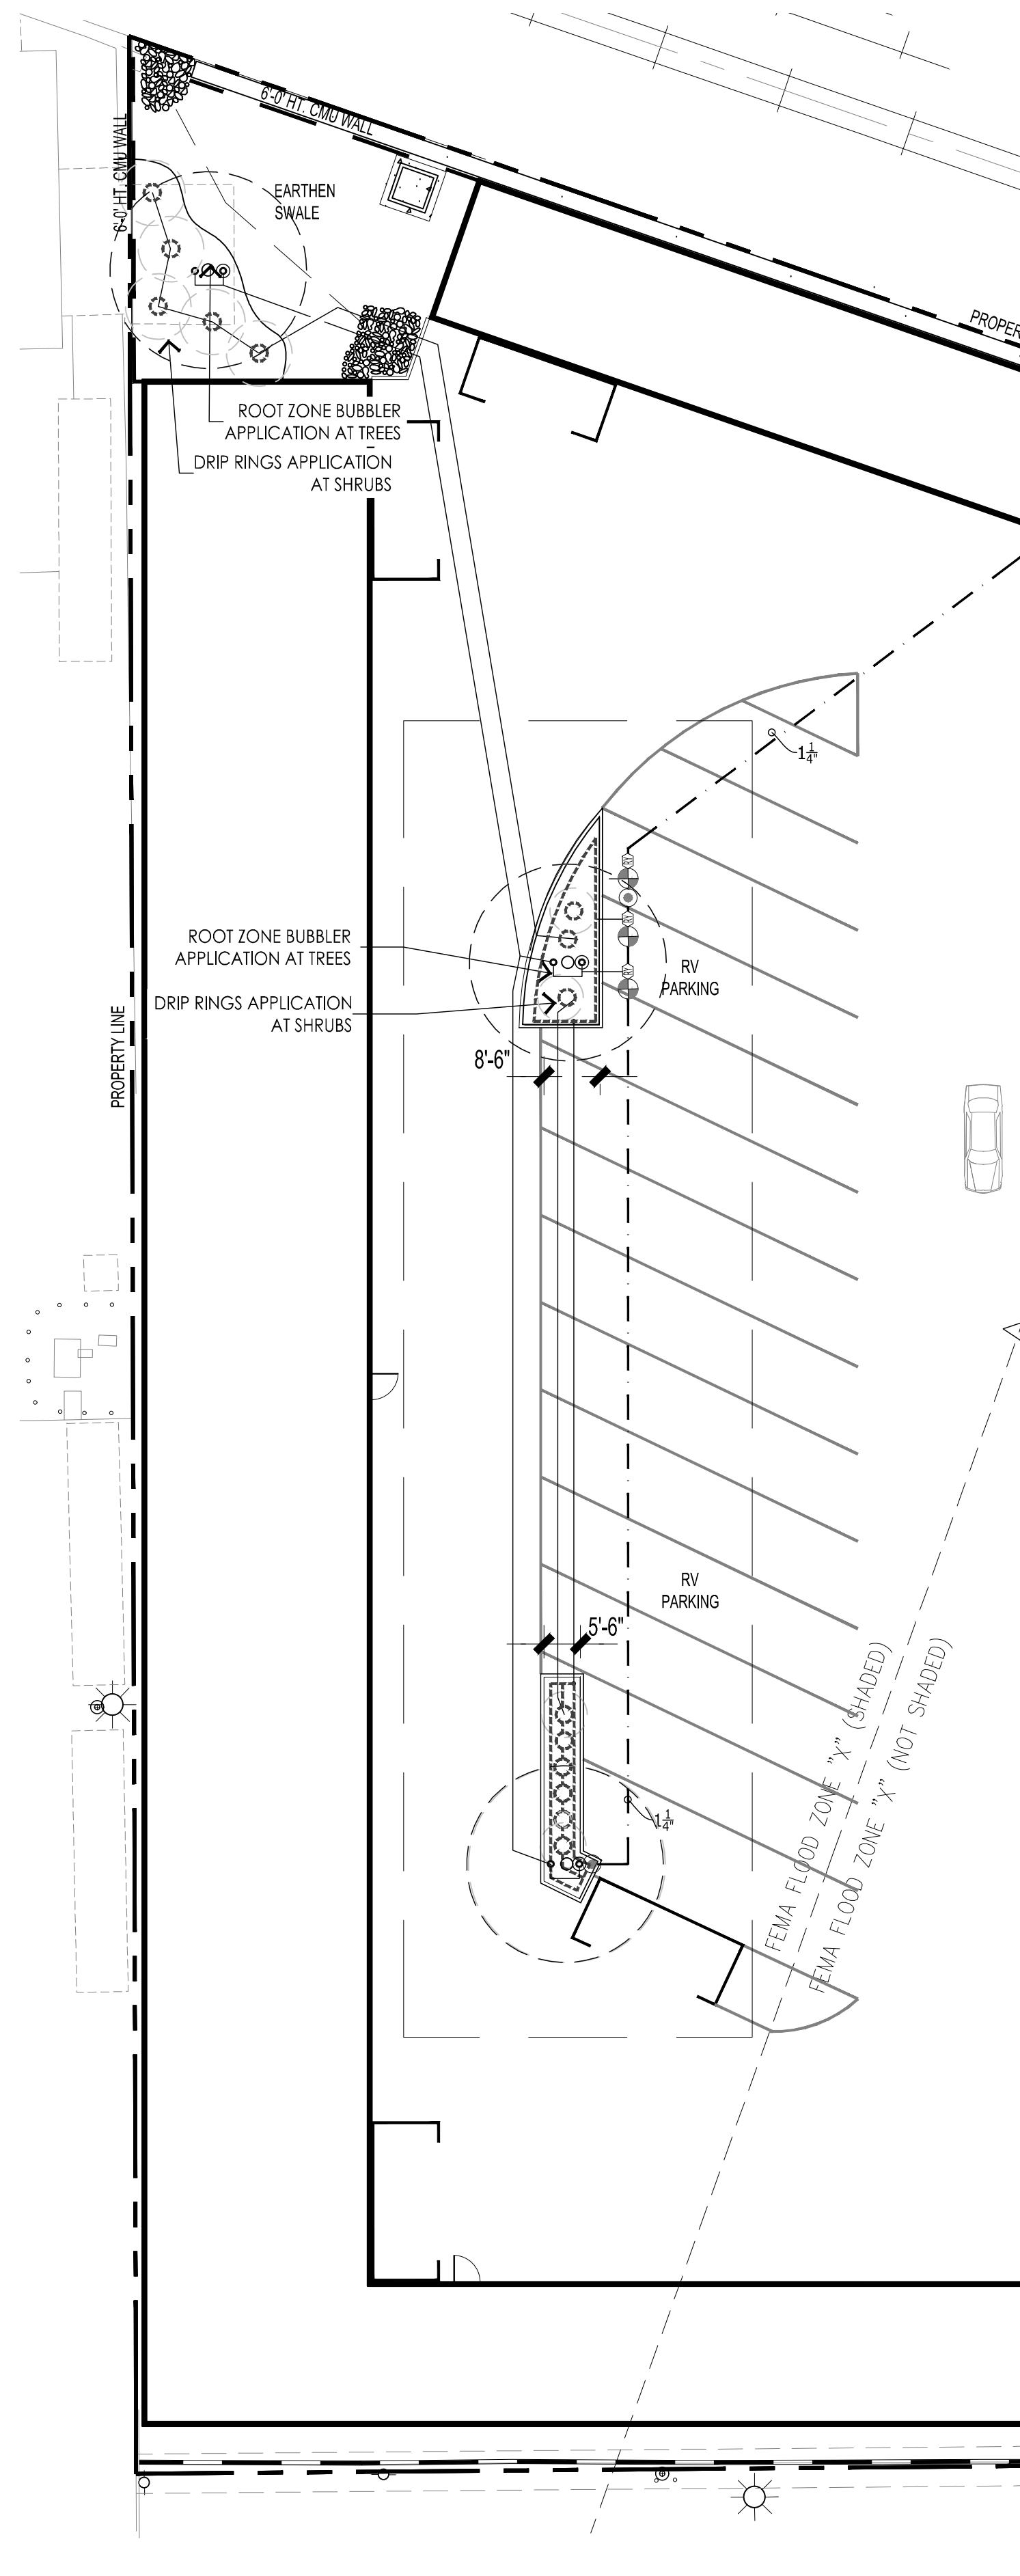 6'-0' HT. CMU WALL
6'-0' HT. CMU WALL
EARTHEN
SWALE
PROPER
ROOT ZONE BUBBLER
APPLICATION AT TREES
DRIP RINGS APPLICATION
AT SHRUBS
1 1/4"
RY
RY
RY
ROOT ZONE BUBBLER
APPLICATION AT TREES
RV
PARKING
DRIP RINGS APPLICATION
AT SHRUBS
PROPERTY LINE
8'-6"
RV
PARKING
5'-6"
FEMA FLOOD ZONE "X" (SHADED)
FEMA FLOOD ZONE "X" (NOT SHADED)
1 1/4"